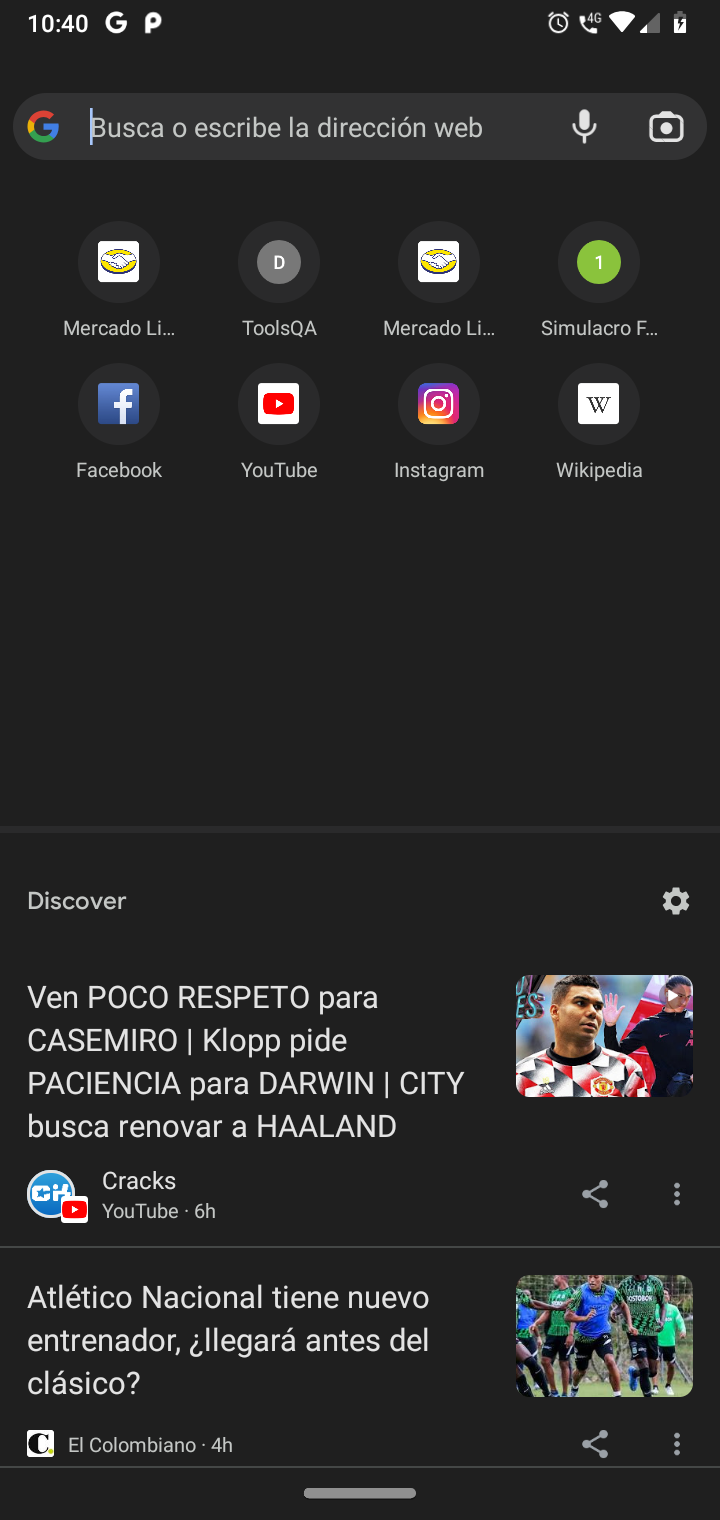 10:40
4G
Busca o escribe la dirección web
D
1
Mercado Li...
ToolsQA
Mercado Li...
Simulacro F...
W
Facebook
YouTube
Instagram
Wikipedia
Discover
Ven POCO RESPETO para
CASEMIRO | Klopp pide
PACIENCIA para DARWIN | CITY
busca renovar a HAALAND
Cracks
YouTube · 6h
Atlético Nacional tiene nuevo
entrenador, ¿llegará antes del
clásico?
El Colombiano · 4h